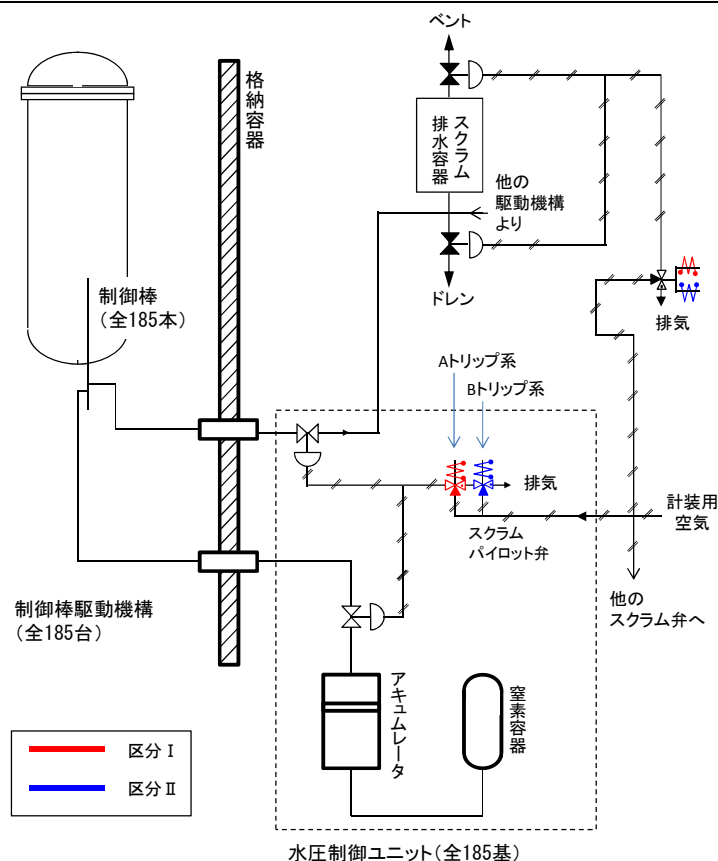 ベント
格納容器
スクラム
排水容器
他の
駆動機構
より
制御棒
(全185本)
ドレン
排気
Aトリップ系
Bトリップ系
排気
計装用
空気
スクラム
パイロット弁
他の
スクラム弁へ
制御棒駆動機構
(全185台)
アキュムレータ
窒素容器
区分Ⅰ
区分Ⅱ
水圧制御ユニット(全185基)